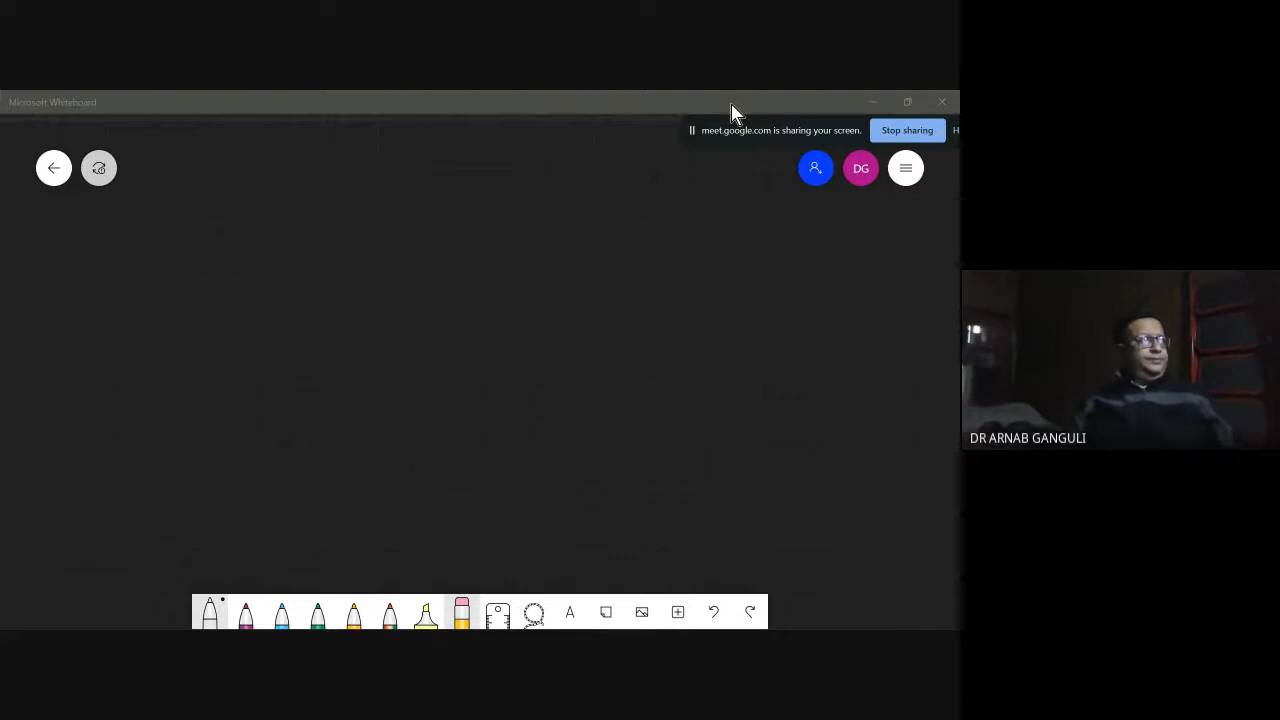 Microsoft Whiteboard
meet.google.com is sharing your screen.
Stop sharing
H
DG
A
DR ARNAB GANGULI